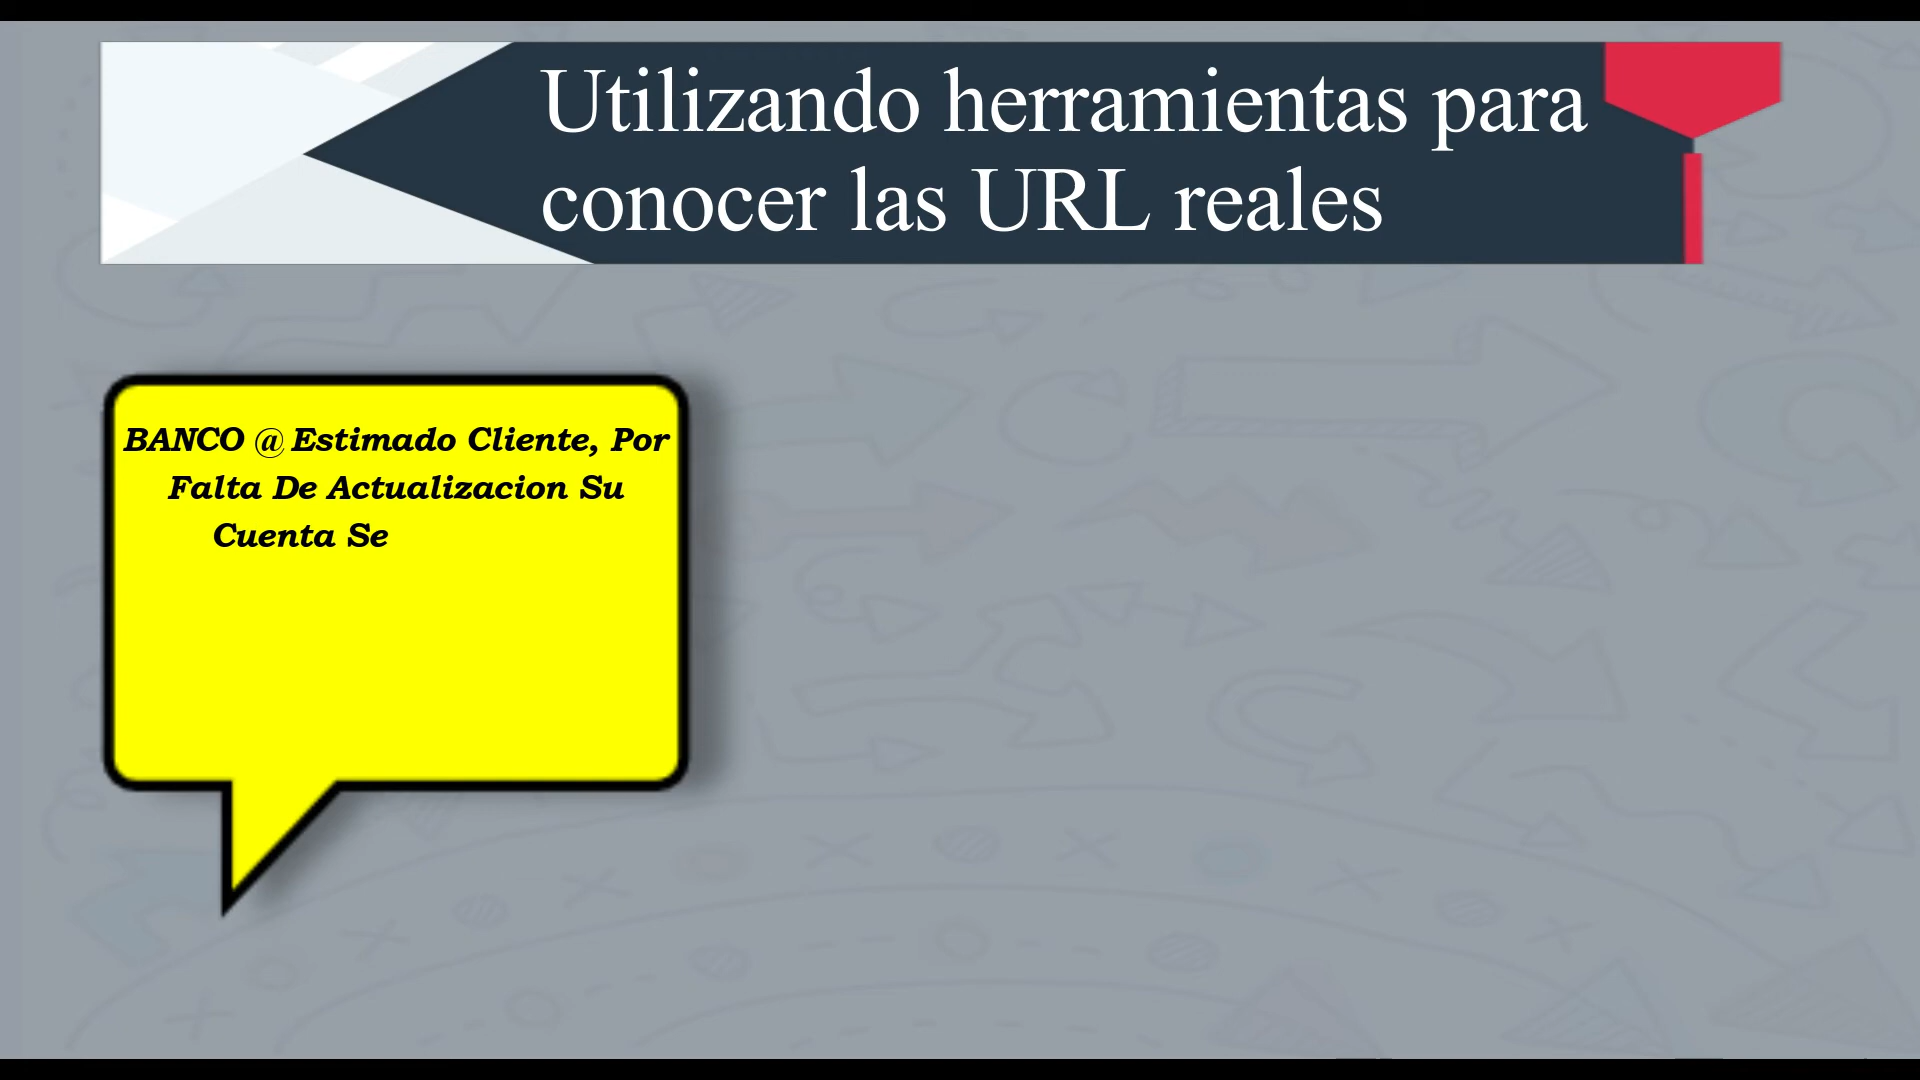 Utilizando herramientas para
conocer las URL reales
BANCO @ Estimado Cliente, Por
Falta De Actualizacion Su
Cuenta Se